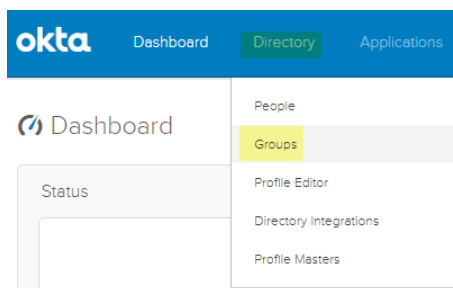 okta Dashboard Directory Applications
Dashboard
Status
People
Groups
Profile Editor
Directory Integrations
Profile Masters